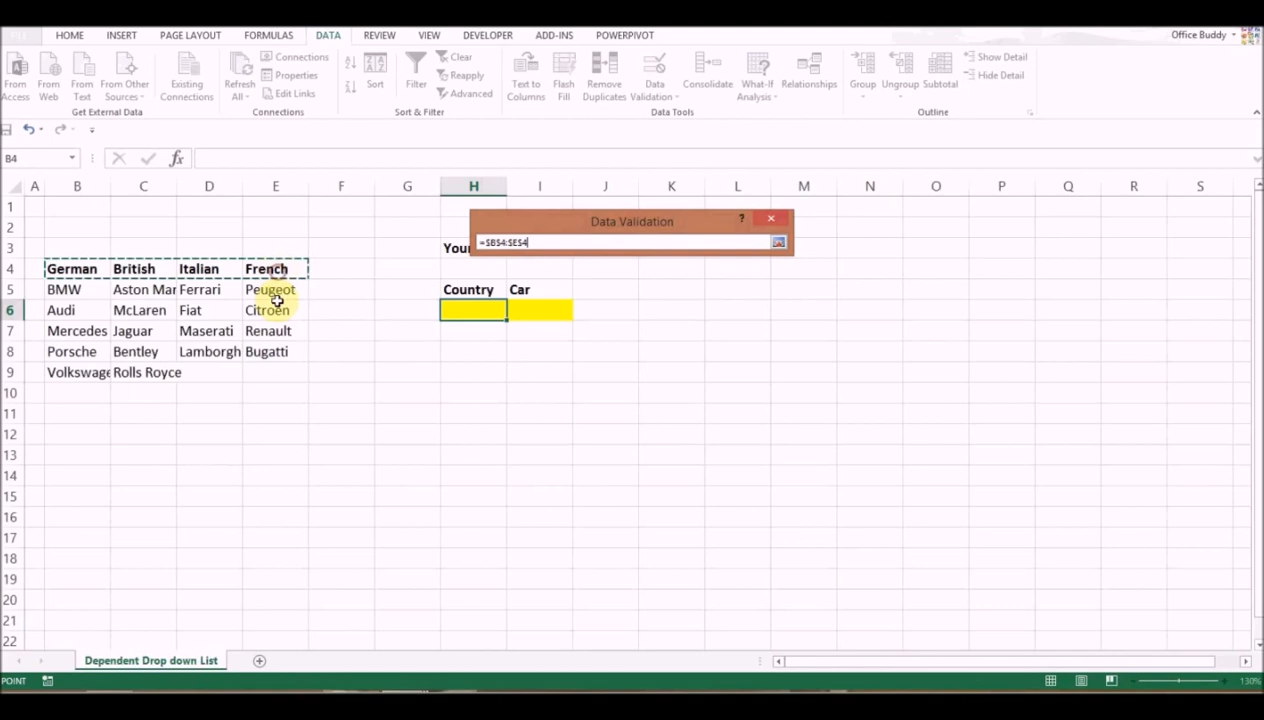 HOME INSERT PAGE LAYOUT FORMULAS DATA REVIEW VIEW DEVELOPER ADD-INS POWERPIVOT Office Buddy
From Access
From Web
From Text
From Other Sources
Get External Data
Existing Connections
Refresh All
Connections
Properties
Edit Links
Connections
Sort
Filter
Clear
Reapply
Advanced
Sort & Filter
Text to Columns
Flash Fill
Remove Duplicates
Data Validation
Consolidate
What-If Analysis
Relationships
Data Tools
Group
Ungroup
Subtotal
Show Detail
Hide Detail
Outline
B4 fx
A B C D E F G H I J K L M N O P Q R S
Data Validation ?
=$B$4:$E$4
1
2
3 Your
4 German British Italian French
5 BMW Aston Mar Ferrari Peugeot Country Car
6 Audi McLaren Fiat Citroen
7 Mercedes Jaguar Maserati Renault
8 Porsche Bentley Lamborgh Bugatti
9 Volkswage Rolls Royce
10
11
12
13
14
15
16
17
18
19
20
21
22
Dependent Drop down List
POINT 130%